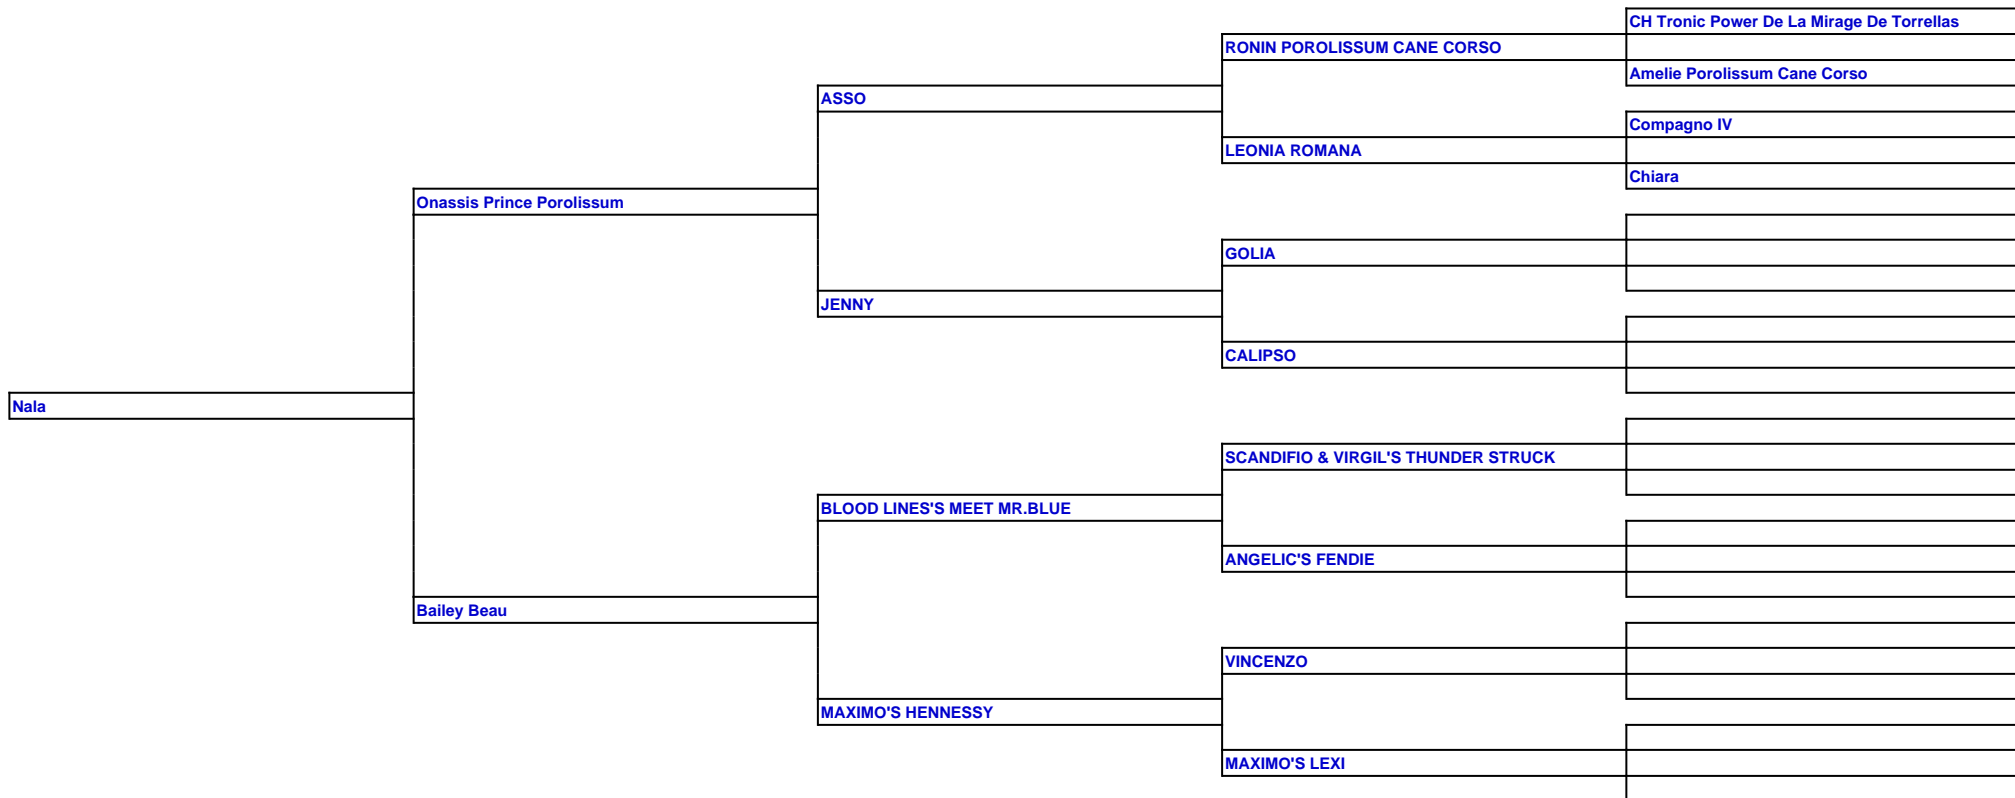 CH Tronic Power De La Mirage De Torrellas
RONIN POROLISSUM CANE CORSO
Amelie Porolissum Cane Corso
ASSO
Compagno IV
LEONIA ROMANA
Chiara
Onassis Prince Porolissum
GOLIA
JENNY
CALIPSO
Nala
SCANDIFIO & VIRGIL'S THUNDER STRUCK
BLOOD LINES'S MEET MR.BLUE
ANGELIC'S FENDIE
Bailey Beau
VINCENZO
MAXIMO'S HENNESSY
MAXIMO'S LEXI